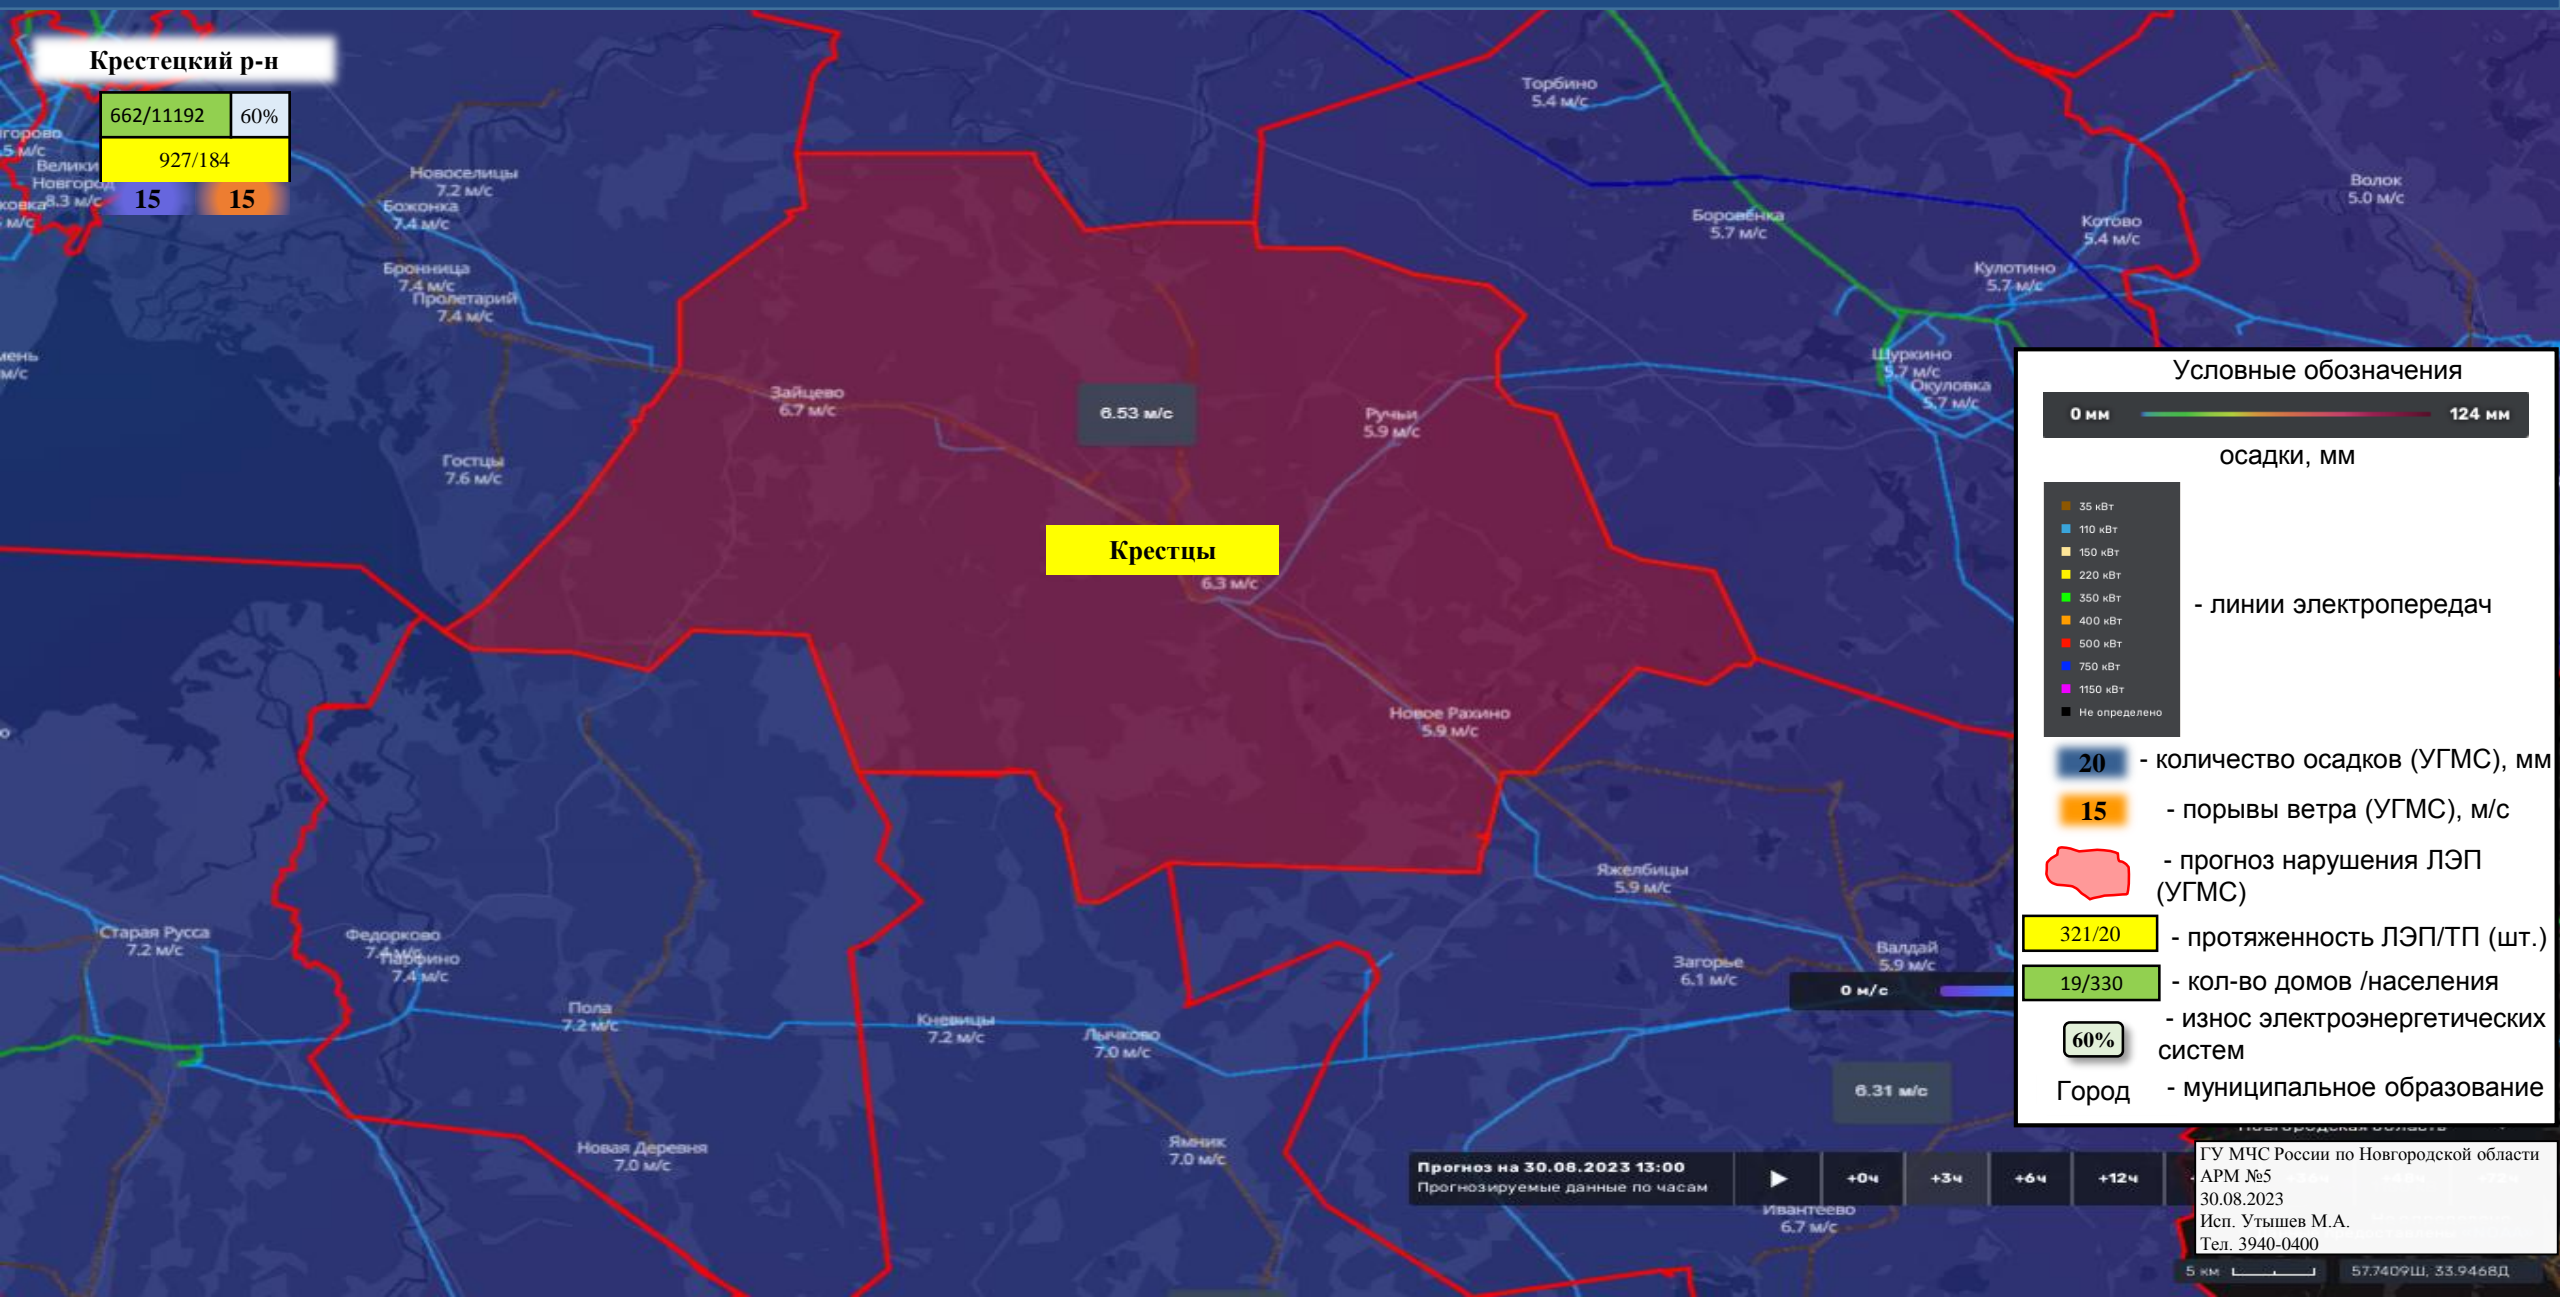 Крестецкий р-н
662/11192 60%
927/184
15 15
Новгород
8.3 м/с
Новоселицы
7.2 м/с
Божонка
7.4 м/с
Бронница
7.4 м/с
Пролетарий
7.4 м/с
Гостцы
7.6 м/с
Зайцево
6.7 м/с
6.53 м/с
Ручьи
5.9 м/с
Крестцы
6.3 м/с
Новое Рахино
5.9 м/с
Торбино
5.4 м/с
Боровёнка
5.7 м/с
Волок
5.0 м/с
Котово
5.4 м/с
Кулотино
5.7 м/с
Шуркино
5.7 м/с
Окуловка
5.7 м/с
Старая Русса
7.2 м/с
Федорково
7.4 м/с
Парфино
7.4 м/с
Пола
7.2 м/с
Кневицы
7.2 м/с
Лычково
7.0 м/с
Новая Деревня
7.0 м/с
Ямник
7.0 м/с
Яжелбицы
5.9 м/с
Загорье
6.1 м/с
Валдай
5.9 м/с
0 м/с
6.31 м/с
Ивантеево
6.7 м/с
Прогноз на 30.08.2023 13:00
Прогнозируемые данные по часам
+0ч +3ч +6ч +12ч
Условные обозначения
0 мм 124 мм
осадки, мм
35 кВт
110 кВт
150 кВт
220 кВт
350 кВт
400 кВт
500 кВт
750 кВт
1150 кВт
Не определено
- линии электропередач
20 - количество осадков (УГМС), мм
15 - порывы ветра (УГМС), м/с
- прогноз нарушения ЛЭП
(УГМС)
321/20 - протяженность ЛЭП/ТП (шт.)
19/330 - кол-во домов /населения
60% - износ электроэнергетических
систем
Город - муниципальное образование
ГУ МЧС России по Новгородской области
АРМ №5
30.08.2023
Исп. Утышев М.А.
Тел. 3940-0400
5 км 57.7409Ш, 33.9468Д